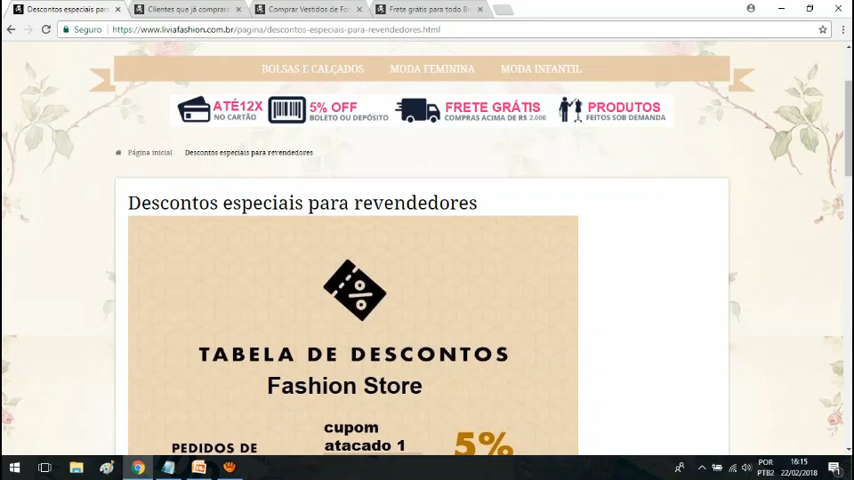 Descontos especiais par
Clientes que já comprar
Comprar Vestidos de Fo
Frete grátis para todo B
Seguro
https://www.liviafashion.com.br/pagina/descontos-especiais-para-revendedores.html
BOLSAS E CALÇADOS
MODA FEMININA
MODA INFANTIL
ATÉ12X
NO CARTÃO
5% OFF
BOLETO OU DEPÓSITO
FRETE GRÁTIS
COMPRAS ACIMA DE R$ 2.000
PRODUTOS
FEITOS SOB DEMANDA
Página inicial
Descontos especiais para revendedores
Descontos especiais para revendedores
TABELA DE DESCONTOS
Fashion Store
cupom
atacado 1
PEDIDOS DE
5%
POR
PTB2
16:15
22/02/2018